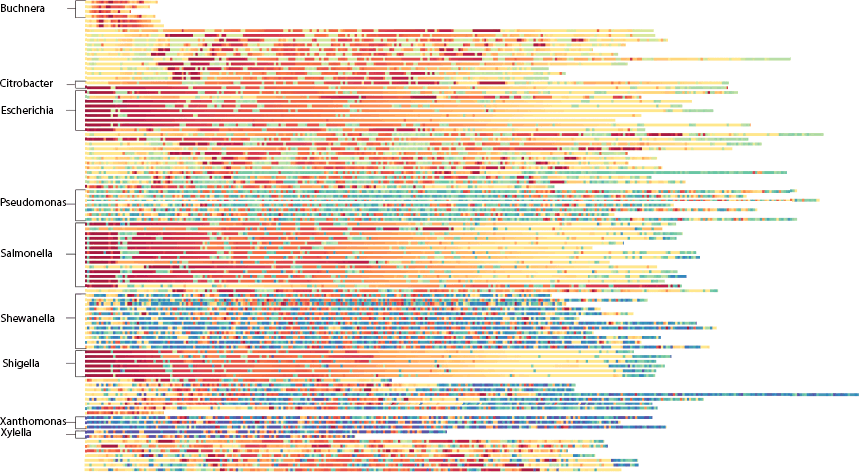 Buchnera
Citrobacter
Escherichia
Pseudomonas
Salmonella
Shewanella
Shigella
Xanthomonas
Xylella